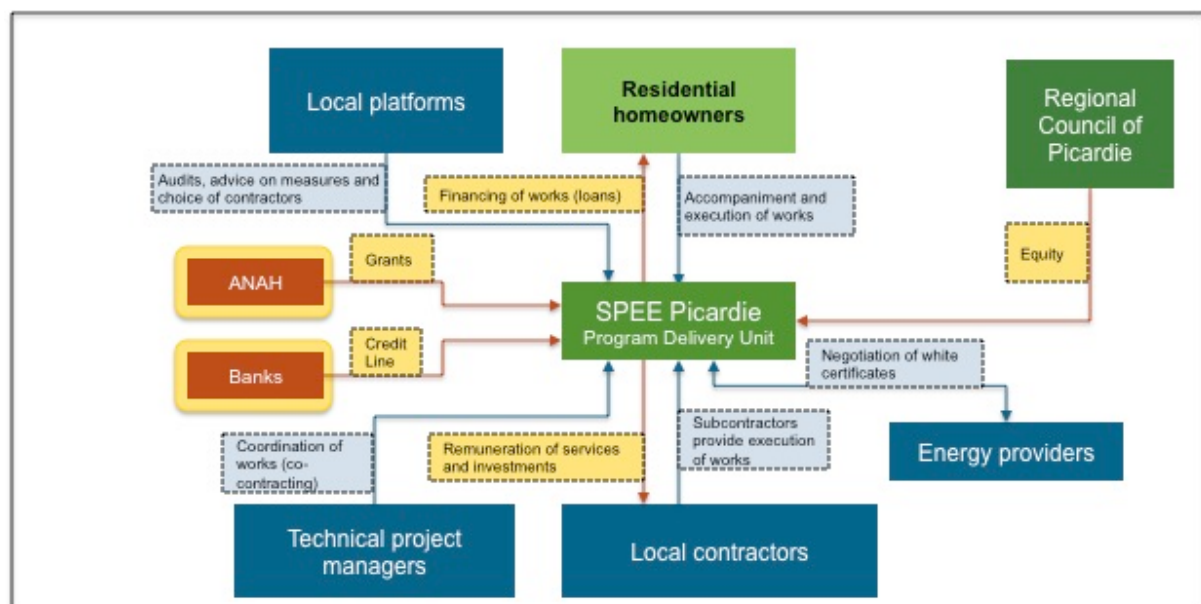 Local platforms
Residential
homeowners
Regional
Council of
Picardie
Audits, advice on measures and
choice of contractors
Financing of works (loans)
Accompaniment and
execution of works
Grants
Equity
ANAH
SPEE Picardie
Program Delivery Unit
Credit
Line
Banks
Negotiation of white
certificates
Coordination of
works (co-
contracting)
Remuneration of services
and investments
Subcontractors
provide execution
of works
Energy providers
Technical project
managers
Local contractors